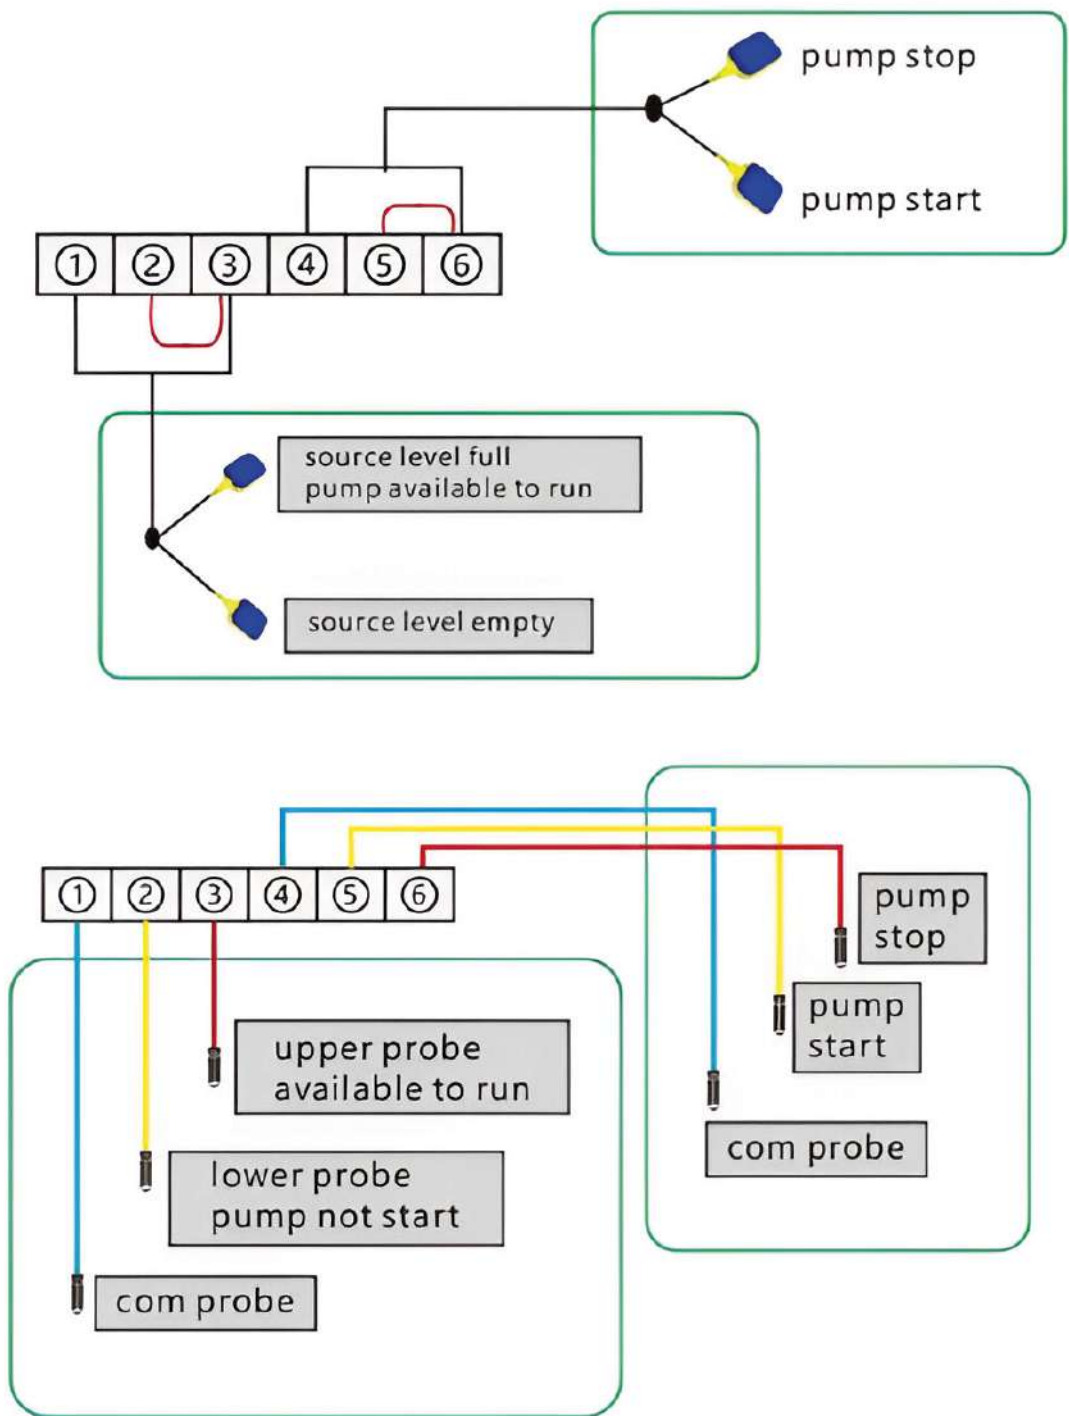 pump stop
pump start
① ② ③ ④ ⑤ ⑥
source level full
pump available to run
source level empty
① ② ③ ④ ⑤ ⑥
pump
stop
pump
start
com probe
upper probe
available to run
lower probe
pump not start
com probe